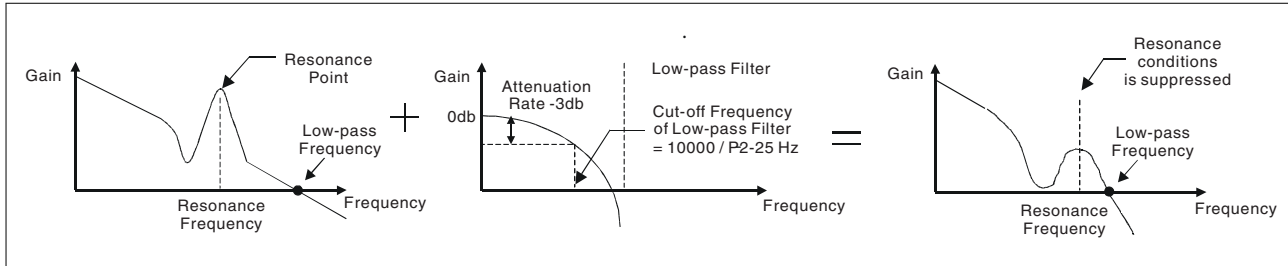 Gain
Resonance
Point
Low-pass
Frequency
Frequency
Resonance
Frequency
+
Gain
0db
Attenuation
Rate -3db
Low-pass Filter
Cut-off Frequency
of Low-pass Filter
= 10000 / P2-25 Hz
Frequency
=
Gain
Resonance
conditions
is suppressed
Low-pass
Frequency
Frequency
Resonance
Frequency